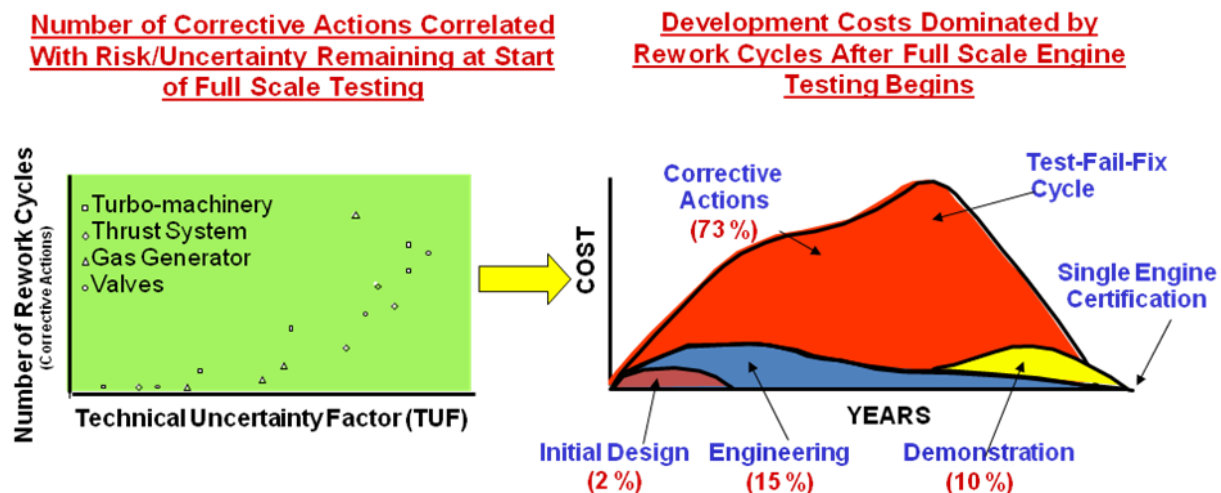 Number of Corrective Actions Correlated
With Risk/Uncertainty Remaining at Start
of Full Scale Testing
Development Costs Dominated by
Rework Cycles After Full Scale Engine
Testing Begins
Number of Rework Cycles
(Corrective Actions)
Turbo-machinery
Thrust System
Gas Generator
Valves
Technical Uncertainty Factor (TUF)
COST
Corrective
Actions
(73 %)
Test-Fail-Fix
Cycle
Single Engine
Certification
YEARS
Initial Design
(2 %)
Engineering
(15 %)
Demonstration
(10 %)